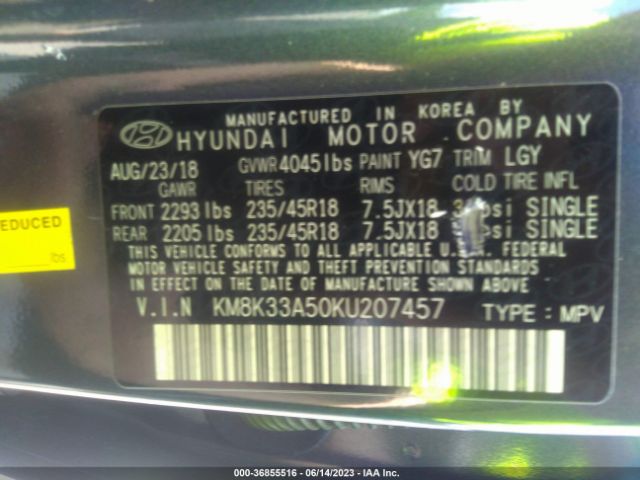 MANUFACTURED IN KOREA BY
HYUNDAI MOTOR COMPANY
AUG/23/18 GVWR 4045 lbs PAINT YG7 TRIM LGY
GAWR TIRES RIMS COLD TIRE INFL
FRONT 2293 lbs 235/45R18 7.5JX18 psi SINGLE
REAR 2205 lbs 235/45R18 7.5JX18 psi SINGLE
THIS VEHICLE CONFORMS TO ALL APPLICABLE U.S. FEDERAL
MOTOR VEHICLE SAFETY AND THEFT PREVENTION STANDARDS
IN EFFECT ON THE DATE OF MANUFACTURE SHOWN ABOVE
V.I.N KM8K33A50KU207457 TYPE : MPV
EDUCED
lbs
000-36855516 - 06/14/2023 - IAA Inc.